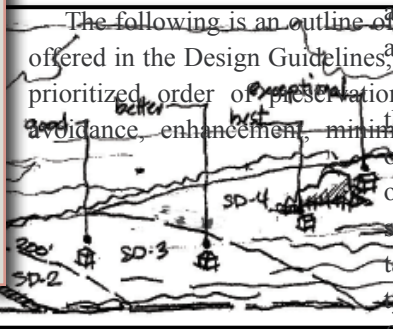 The following is an outline of
offered in the Design Guidelines,
prioritized order of preservation
avoidance, enhancement, minim
exceptional
better
best
good
SD-4
SD-3
200'
SD-2